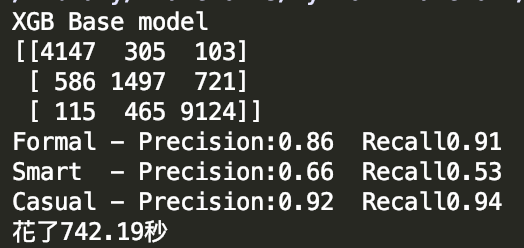 XGB Base model
[[4147  305  103]
 [ 586 1497  721]
 [ 115  465 9124]]
Formal – Precision:0.86  Recall0.91
Smart  – Precision:0.66  Recall0.53
Casual – Precision:0.92  Recall0.94
花了742.19秒